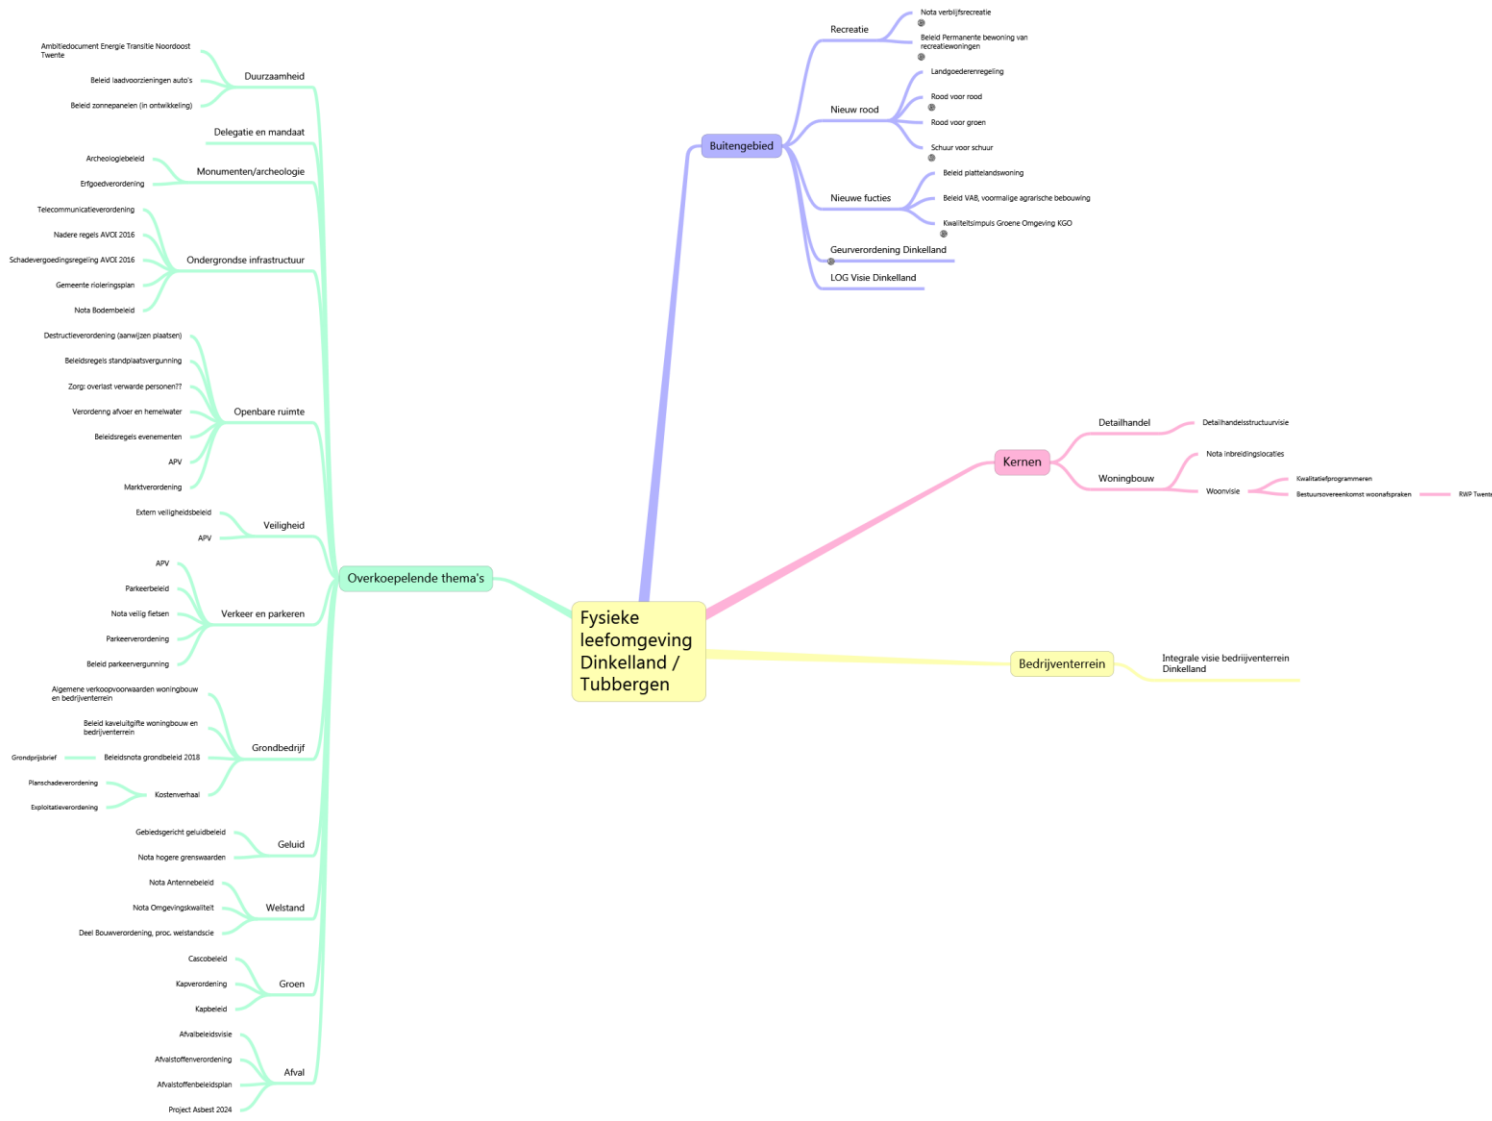 Fysieke
leefomgeving
Dinkelland /
Tubbergen
Buitengebied
Recreatie
Nota verblijfsrecreatie
Beleid Permanente bewoning van
recreatiewoningen
Nieuw rood
Landgoederenregeling
Rood voor rood
Rood voor groen
Schuur voor schuur
Nieuwe fucties
Beleid plattelandswoning
Beleid VAB, voormalige agrarische bebouwing
Kwaliteitsimpuls Groene Omgeving KGO
Geurverordening Dinkelland
LOG Visie Dinkelland
Kernen
Detailhandel
Detailhandelsstructuurvisie
Woningbouw
Nota inbreidingslocaties
Woonvisie
Kwalitatiefprogrammeren
Bestuursovereenkomst woonafspraken
RWP Twente
Bedrijventerrein
Integrale visie bedrijventerrein
Dinkelland
Overkoepelende thema's
Duurzaamheid
Ambitiedocument Energie Transitie Noordoost
Twente
Beleid laadvoorzieningen auto's
Beleid zonnepanelen (in ontwikkeling)
Delegatie en mandaat
Monumenten/archeologie
Archeologiebeleid
Erfgoedverordening
Ondergrondse infrastructuur
Telecommunicatieverordening
Nadere regels AVOI 2016
Schadevergoedingsregeling AVOI 2016
Gemeente rioleringsplan
Nota Bodembeleid
Openbare ruimte
Destructieverordening (aanwijzen plaatsen)
Beleidsregels standplaatsvergunning
Zorg: overlast verwarde personen??
Verordenng afvoer en hemelwater
Beleidsregels evenementen
APV
Marktverordening
Veiligheid
Extern veiligheidsbeleid
APV
Verkeer en parkeren
APV
Parkeerbeleid
Nota veilig fietsen
Parkeerverordening
Beleid parkeervergunning
Grondbedrijf
Algemene verkoopvoorwaarden woningbouw
en bedrijventerrein
Beleid kaveluitgifte woningbouw en
bedrijventerrein
Beleidsnota grondbeleid 2018
Grondprijsbrief
Kostenverhaal
Planschadeverordening
Exploitatieverordening
Geluid
Gebiedsgericht geluidbeleid
Nota hogere grenswaarden
Welstand
Nota Antennebeleid
Nota Omgevingskwaliteit
Deel Bouwverordening, proc. welstandscie
Groen
Cascobeleid
Kapverordening
Kapbeleid
Afval
Afvalbeleidsvisie
Afvalstoffenverordening
Afvalstoffenbeleidsplan
Project Asbest 2024